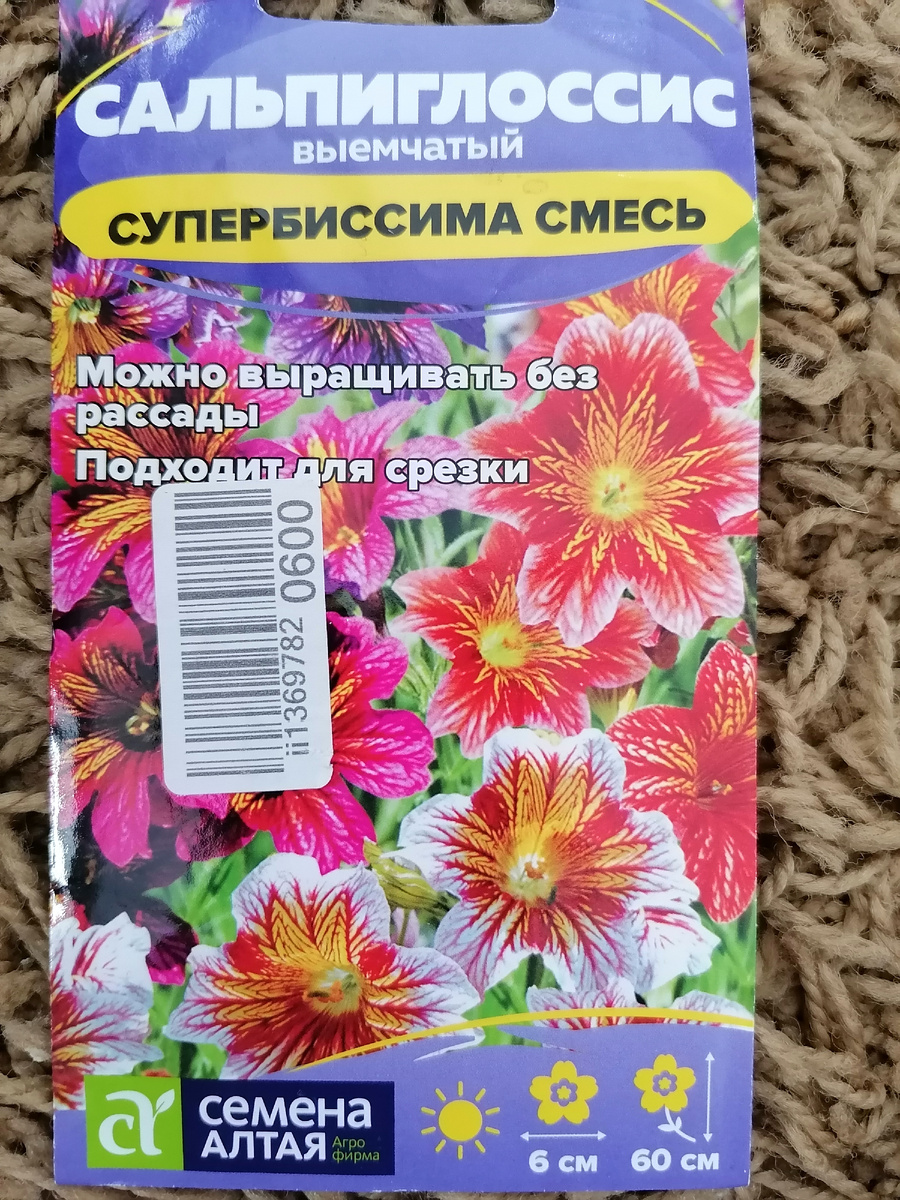 САЛЬПИГЛОССИС
выемчатый
СУПЕРБИССИМА СМЕСЬ
Можно выращивать без
рассады
Подходит для срезки
ii1369782 0600
семена
АЛТАЯ
Агро
фирма
6 см
60 см